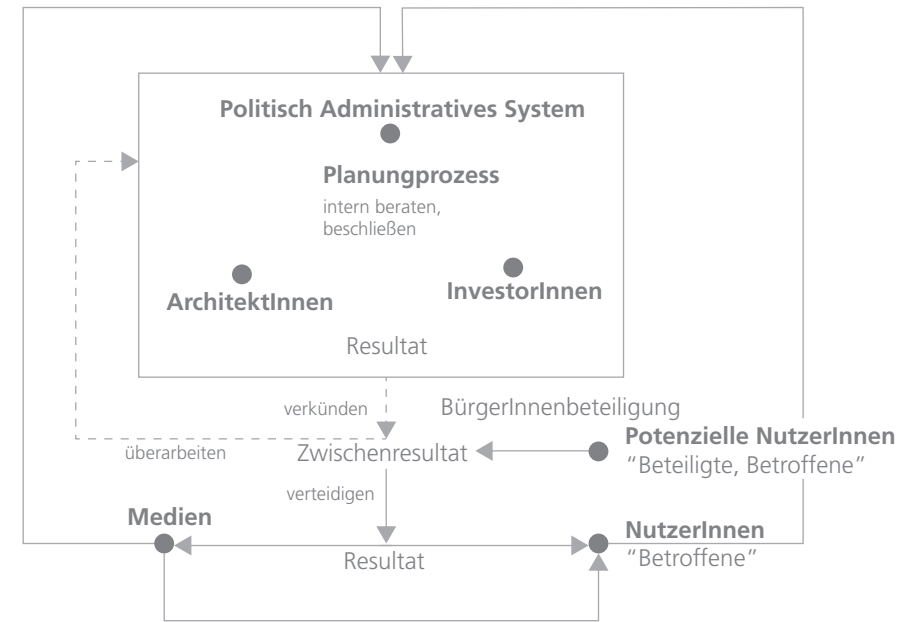 Politisch Administratives System
Planungprozess
intern beraten,
beschließen
ArchitektInnen
InvestorInnen
Resultat
verkünden
BürgerInnenbeteiligung
Potenzielle NutzerInnen
“Beteiligte, Betroffene”
überarbeiten
Zwischenresultat
verteidigen
Medien
NutzerInnen
“Betroffene”
Resultat